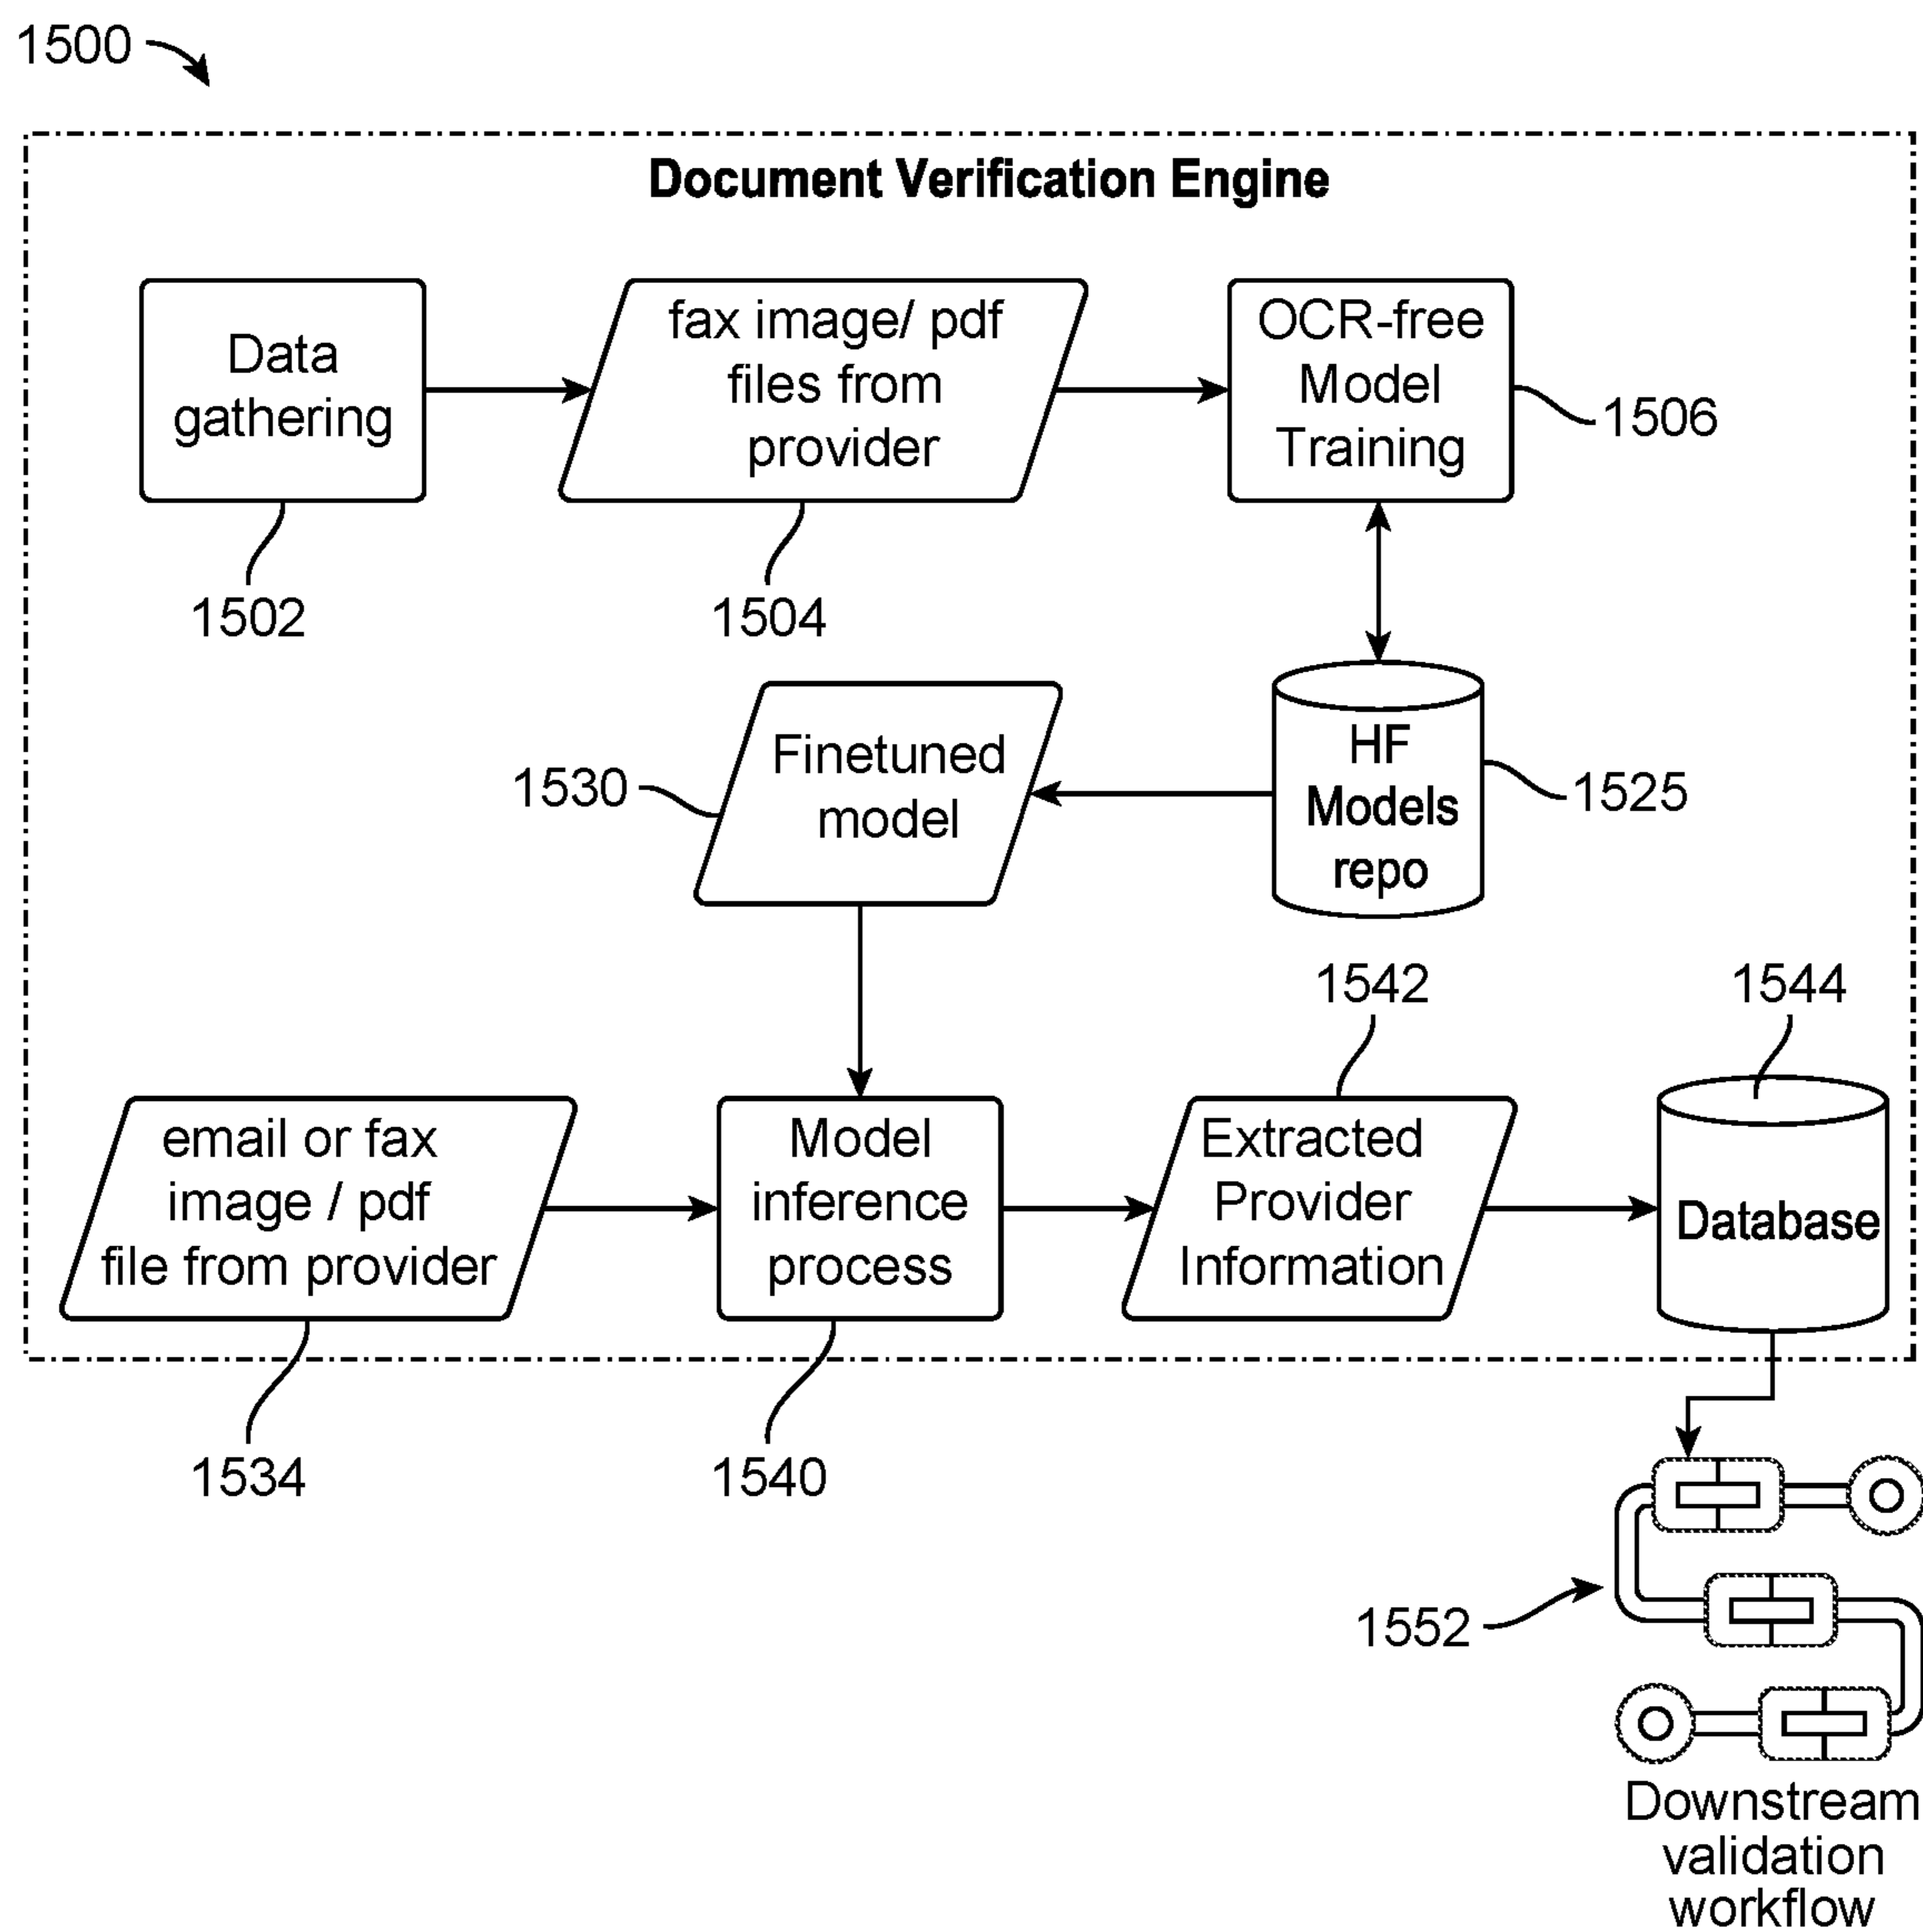 1500
Document Verification Engine
Data
gathering
fax image/ pdf
files from
provider
OCR-free
Model
Training
1506
1502
1504
Finetuned
model
1530
HF
Models
repo
1525
1542
1544
email or fax
image / pdf
file from provider
Model
inference
process
Extracted
Provider
Information
Database
1534
1540
1552
Downstream
validation
workflow